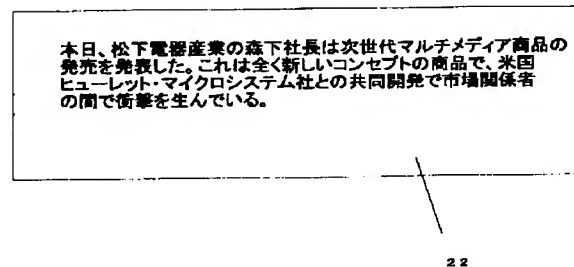 本日、松下電器産業の森下社長は次世代マルチメディア商品の
発売を発表した。これは全く新しいコンセプトの商品で、米国
ヒューレット・マイクロシステム社との共同開発で市場関係者
の間で衝撃を生んでいる。
22